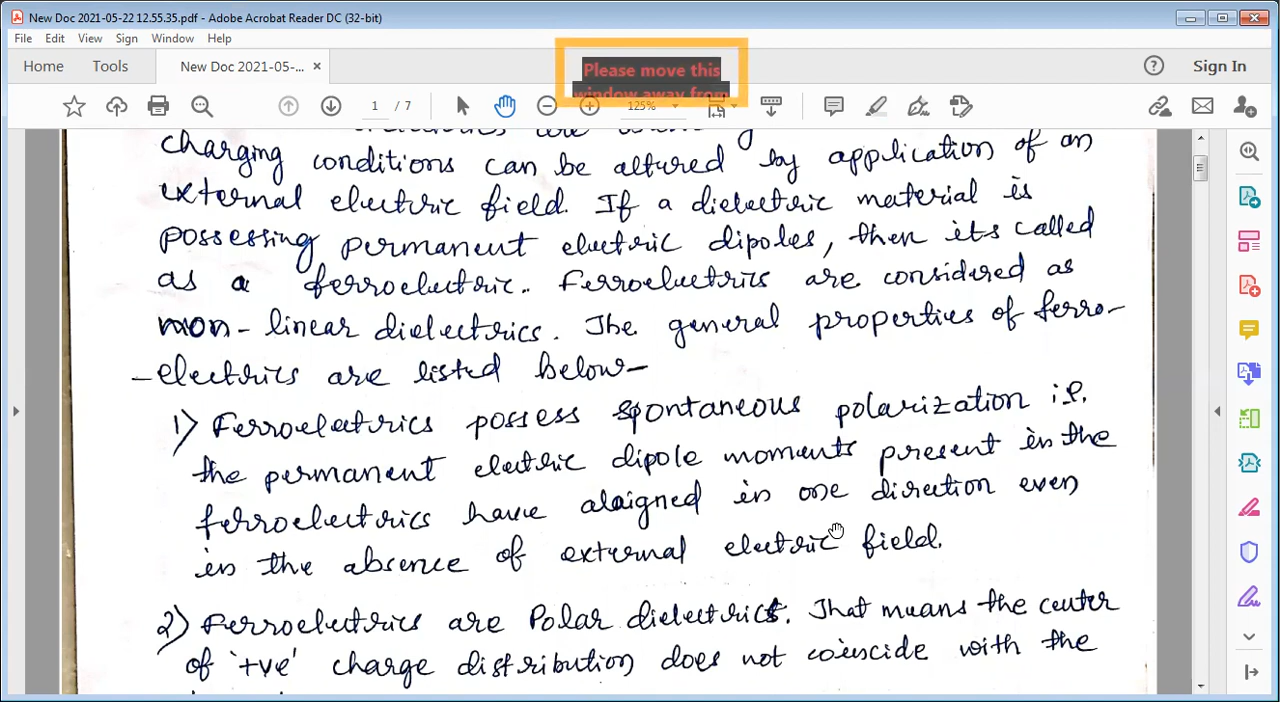 New Doc 2021-05-22 12.55.35.pdf - Adobe Acrobat Reader DC (32-bit)
File Edit View Sign Window Help
Home Tools New Doc 2021-05-... × Sign In
Please move this
window away from
1 / 7 125%
are
charging conditions can be altured by application of an
external electric field. If a dielectric material is
possessing permanent electric dipoles, then its called
as a ferroelectric. Ferroelectrics are considered as
non-linear dielectrics. The general properties of ferro-
-electrics are listed below-
1) Ferroelectrics possess spontaneous polarization i.e.
the permanent electric dipole moments present in the
ferroelectrics have alaigned in one direction even
in the absence of external electric field.
2) Ferroelectrics are Polar dielectrics. That means the center
of '+ve' charge distribution does not coincide with the